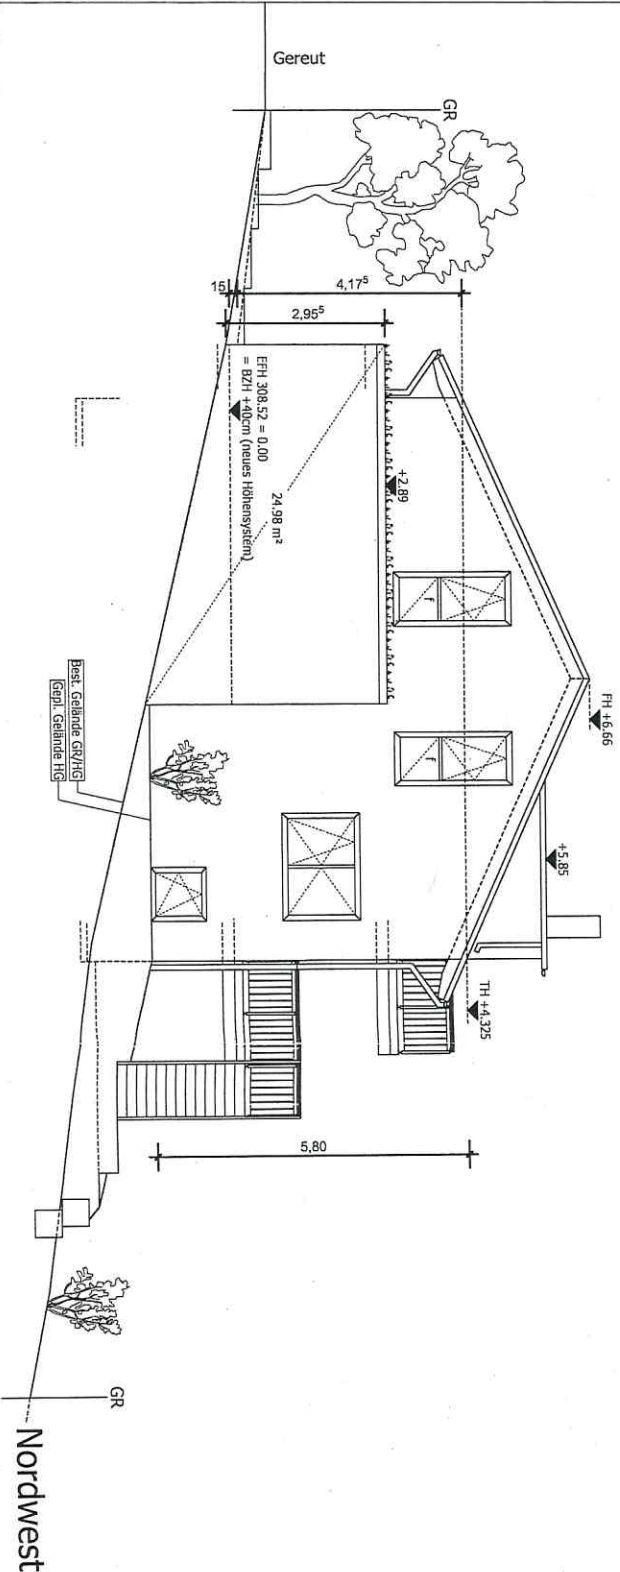 Gereut
GR
15
4,17⁵
2,95⁵
EFH 308.52 = 0.00
= BZH +40cm (neues Höhensystem)
24.98 m²
+2.89
FH +6.66
+5.85
TH +4.325
Best. Gelände GR/HG
Gepl. Gelände HG
5,80
GR
Nordwest